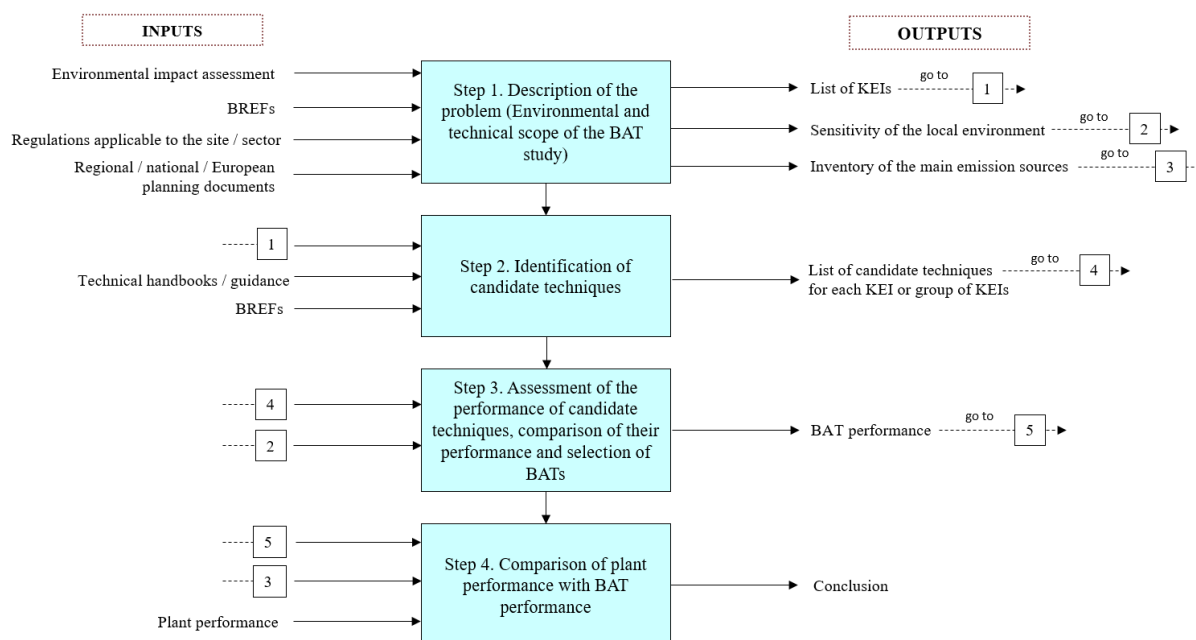 INPUTS
OUTPUTS
Environmental impact assessment
BREFs
Regulations applicable to the site / sector
Regional / national / European
planning documents
Step 1. Description of the
problem (Environmental and
technical scope of the BAT
study)
List of KEIs
go to
1
Sensitivity of the local environment
go to
2
Inventory of the main emission sources
go to
3
1
Technical handbooks / guidance
BREFs
Step 2. Identification of
candidate techniques
List of candidate techniques
for each KEI or group of KEIs
go to
4
4
2
Step 3. Assessment of the
performance of candidate
techniques, comparison of their
performance and selection of
BATs
BAT performance
go to
5
5
3
Plant performance
Step 4. Comparison of plant
performance with BAT
performance
Conclusion